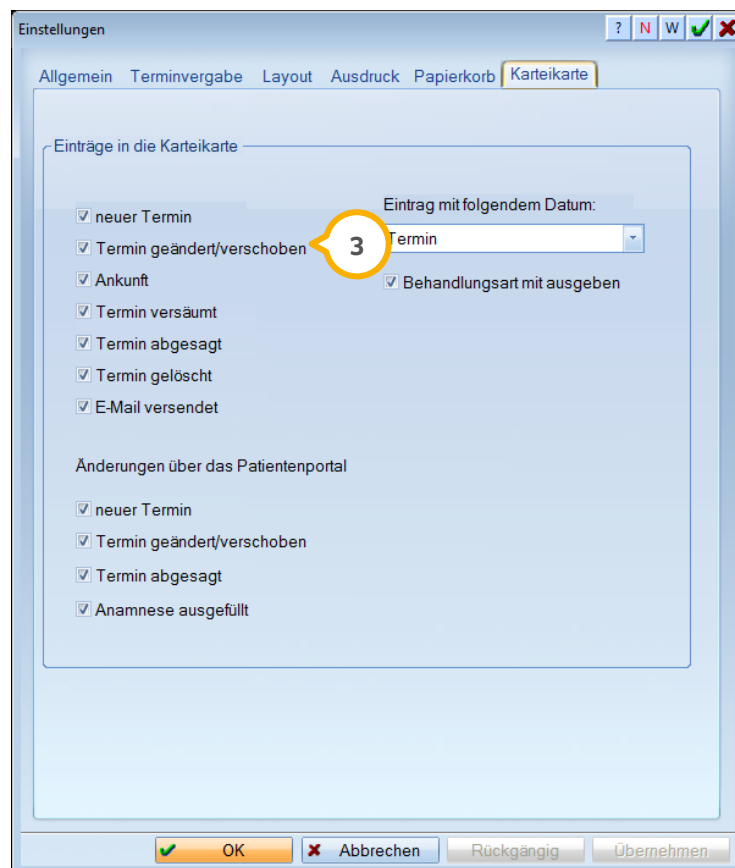 Einstellungen
? N W
Allgemein Terminvergabe Layout Ausdruck Papierkorb Karteikarte
Einträge in die Karteikarte
neuer Termin
Termin geändert/verschoben
Ankunft
Termin versäumt
Termin abgesagt
Termin gelöscht
E-Mail versendet
3
Eintrag mit folgendem Datum:
Termin
Behandlungsart mit ausgeben
Änderungen über das Patientenportal
neuer Termin
Termin geändert/verschoben
Termin abgesagt
Anamnese ausgefüllt
OK Abbrechen Rückgängig Übernehmen